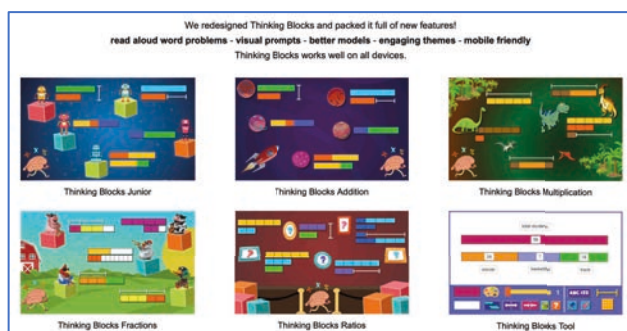 We redesigned Thinking Blocks and packed it full of new features!
read aloud word problems - visual prompts - better models - engaging themes - mobile friendly
Thinking Blocks works well on all devices.
Thinking Blocks Junior
Thinking Blocks Addition
Thinking Blocks Multiplication
Thinking Blocks Fractions
Thinking Blocks Ratios
Thinking Blocks Tool